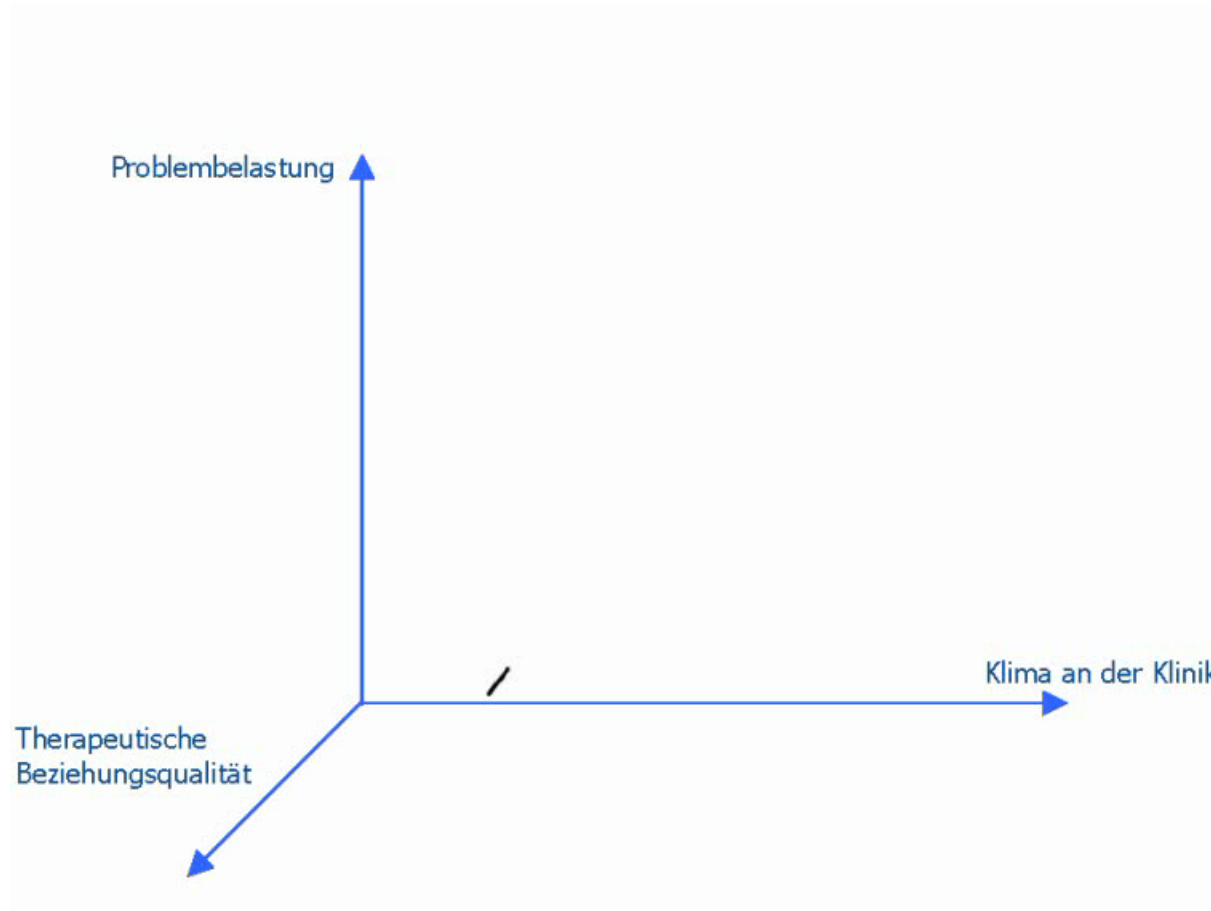 Problembelastung
Klima an der Klinik
Therapeutische
Beziehungsqualität